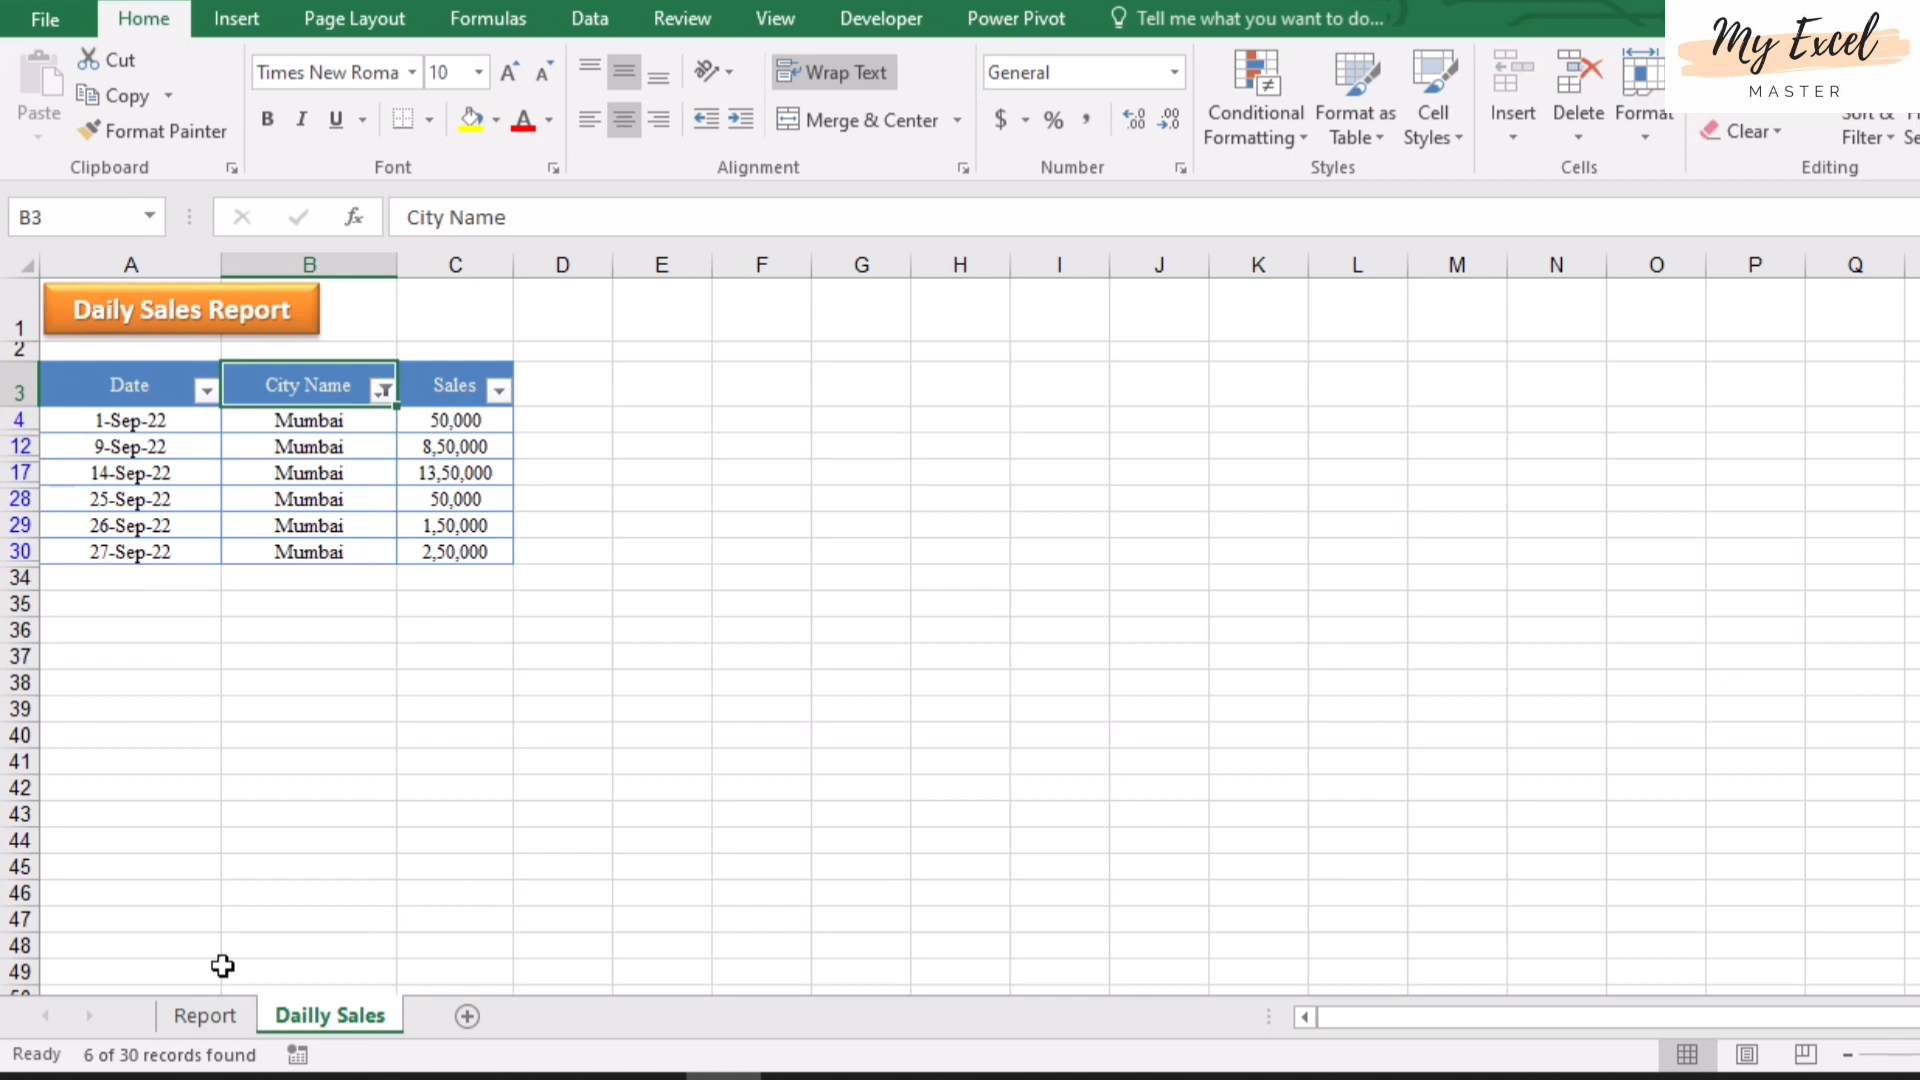 File Home Insert Page Layout Formulas Data Review View Developer Power Pivot Tell me what you want to do...
My Excel
MASTER
Paste
Cut
Copy
Format Painter
Clipboard
Times New Roma 10
B I U
Font
Wrap Text
Merge & Center
Alignment
General
$ % ,
Number
Conditional Formatting
Format as Table
Cell Styles
Styles
Insert Delete Format
Cells
Clear
Filter
Editing
B3 fx City Name
A B C D E F G H I J K L M N O P Q
1 Daily Sales Report
2
3 Date City Name Sales
4 1-Sep-22 Mumbai 50,000
12 9-Sep-22 Mumbai 8,50,000
17 14-Sep-22 Mumbai 13,50,000
28 25-Sep-22 Mumbai 50,000
29 26-Sep-22 Mumbai 1,50,000
30 27-Sep-22 Mumbai 2,50,000
34
35
36
37
38
39
40
41
42
43
44
45
46
47
48
49
Report Dailly Sales
Ready 6 of 30 records found